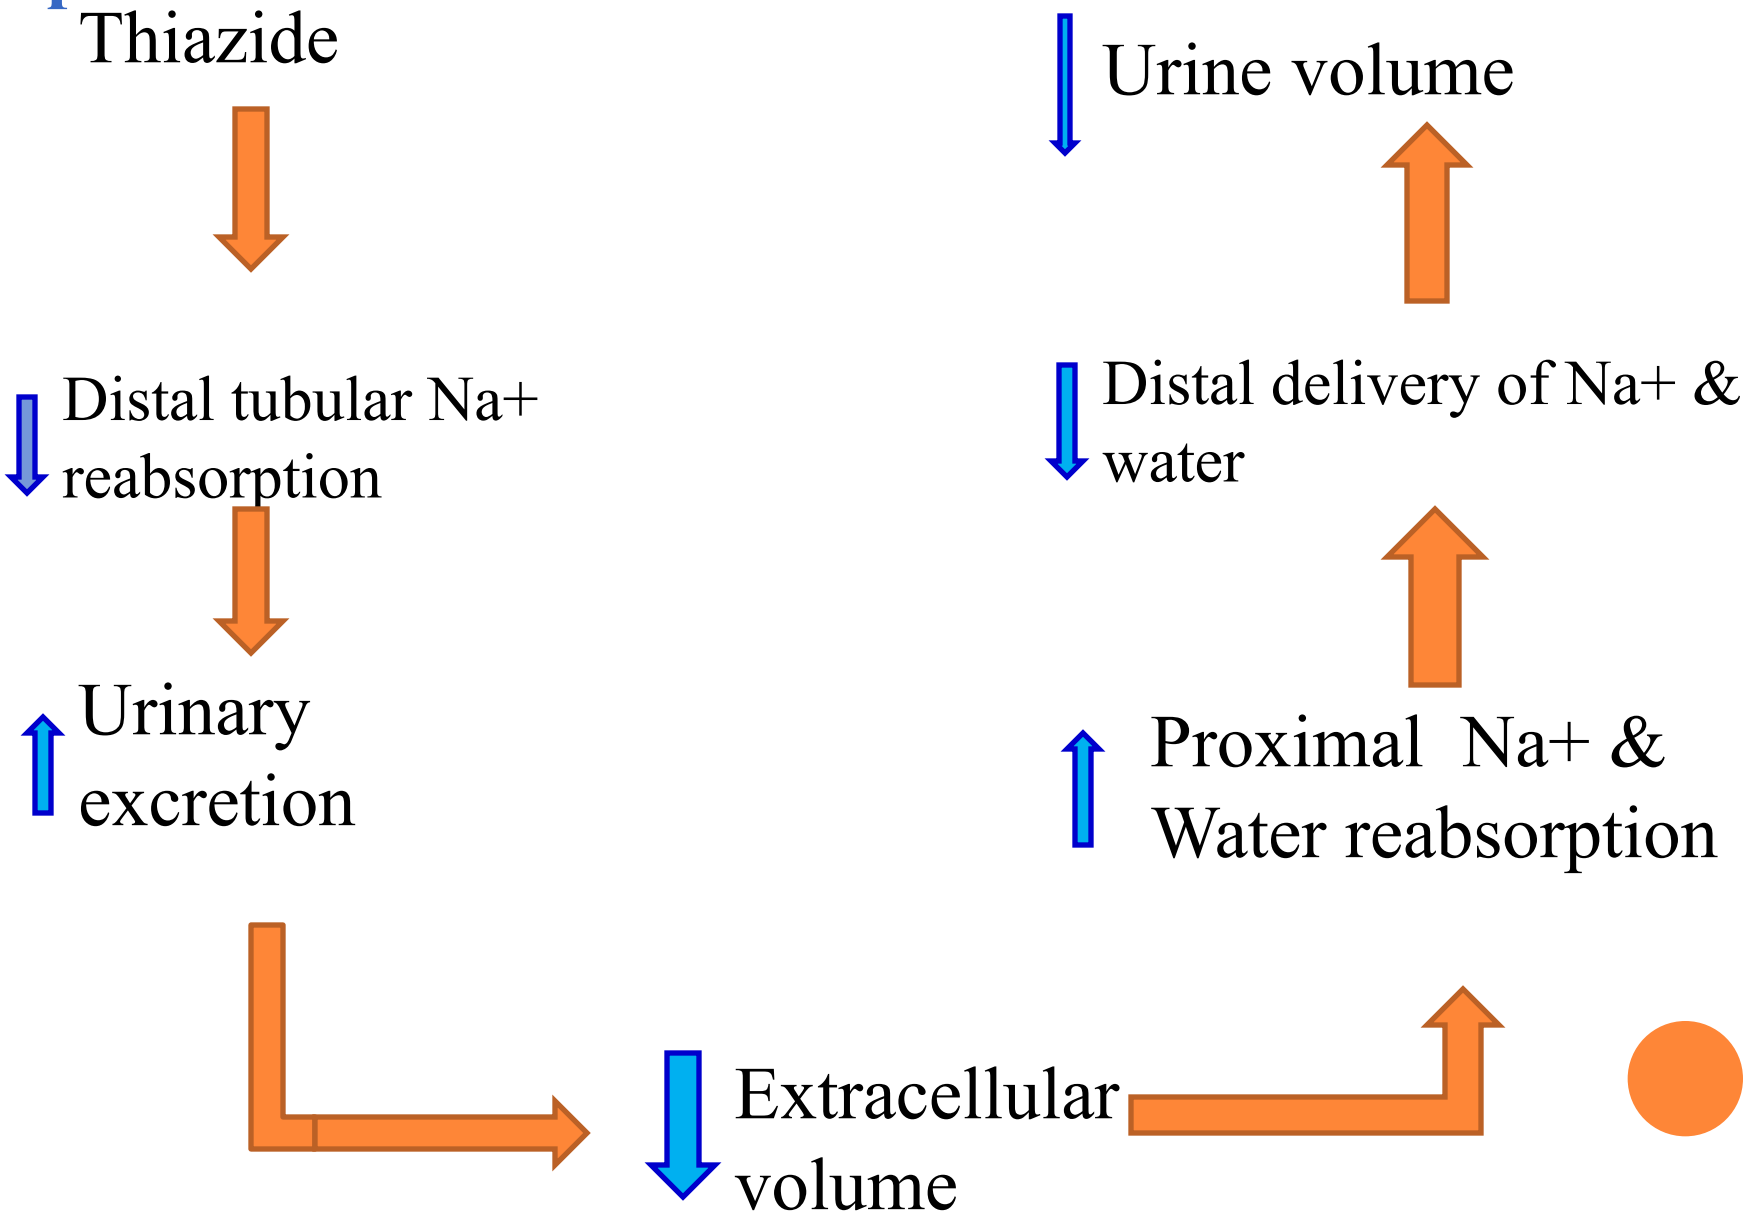 Thiazide
Distal tubular Na+
reabsorption
Urinary
excretion
Extracellular
volume
Proximal  Na+ &
Water reabsorption
Distal delivery of Na+ &
water
Urine volume